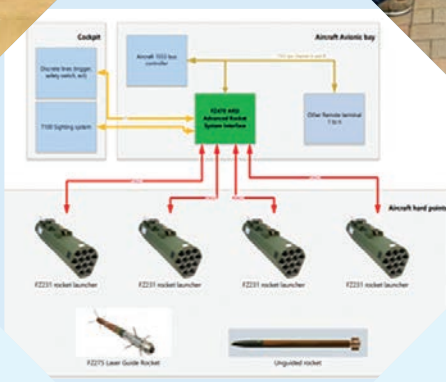 Cockpit
Aircraft Avionic bay
Discrete lines (trigger,
safety switch, ect)
T100 Sighting system
Aircraft 1553 bus
controller
Advanced Rocket
System Interface
Other Remote terminal
Aircraft hard points
FZ231 rocket launcher
FZ231 rocket launcher
FZ231 rocket launcher
FZ231 rocket launcher
FZ275 Laser Guide Rocket
Unguided rocket